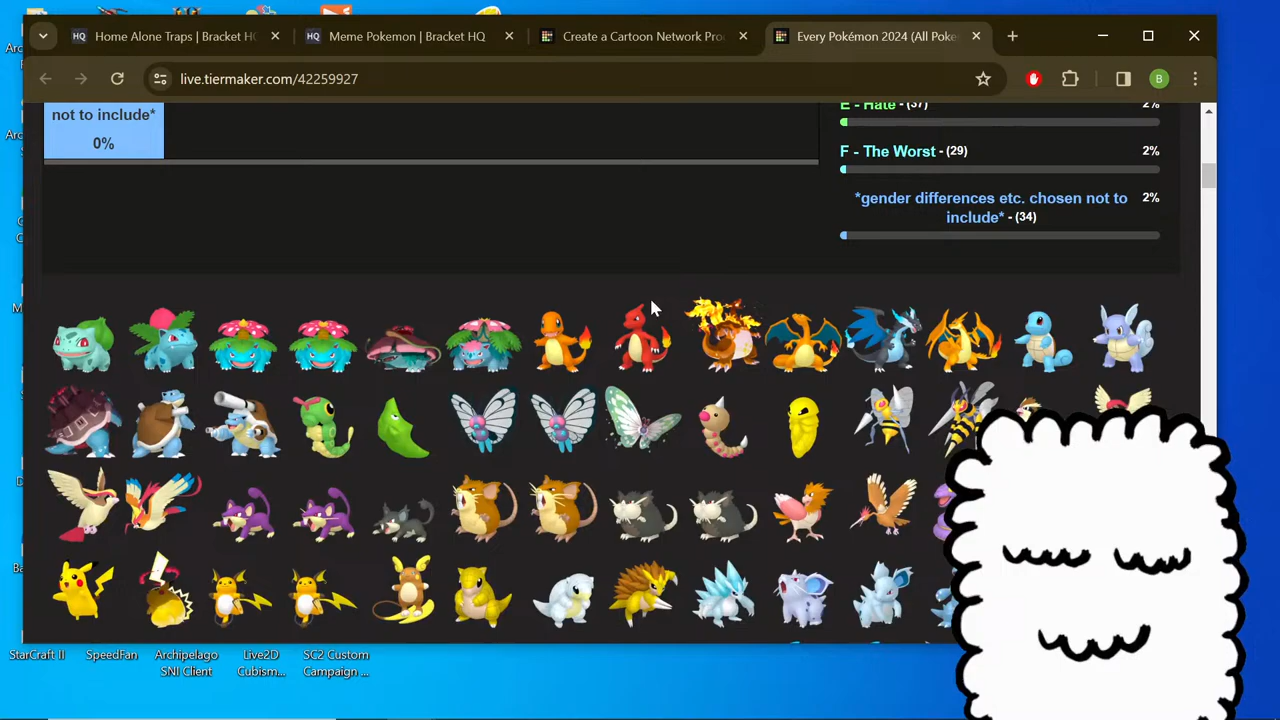 Home Alone Traps | Bracket HQ
Meme Pokemon | Bracket HQ
Create a Cartoon Network Pro
Every Pokémon 2024 (All Poke
live.tiermaker.com/42259927
B
not to include*
0%
E - Hate - (37) 2%
F - The Worst - (29) 2%
*gender differences etc. chosen not to 2%
include* - (34)
StarCraft II
SpeedFan
Archipelago
SNI Client
Live2D
Cubism...
SC2 Custom
Campaign ...